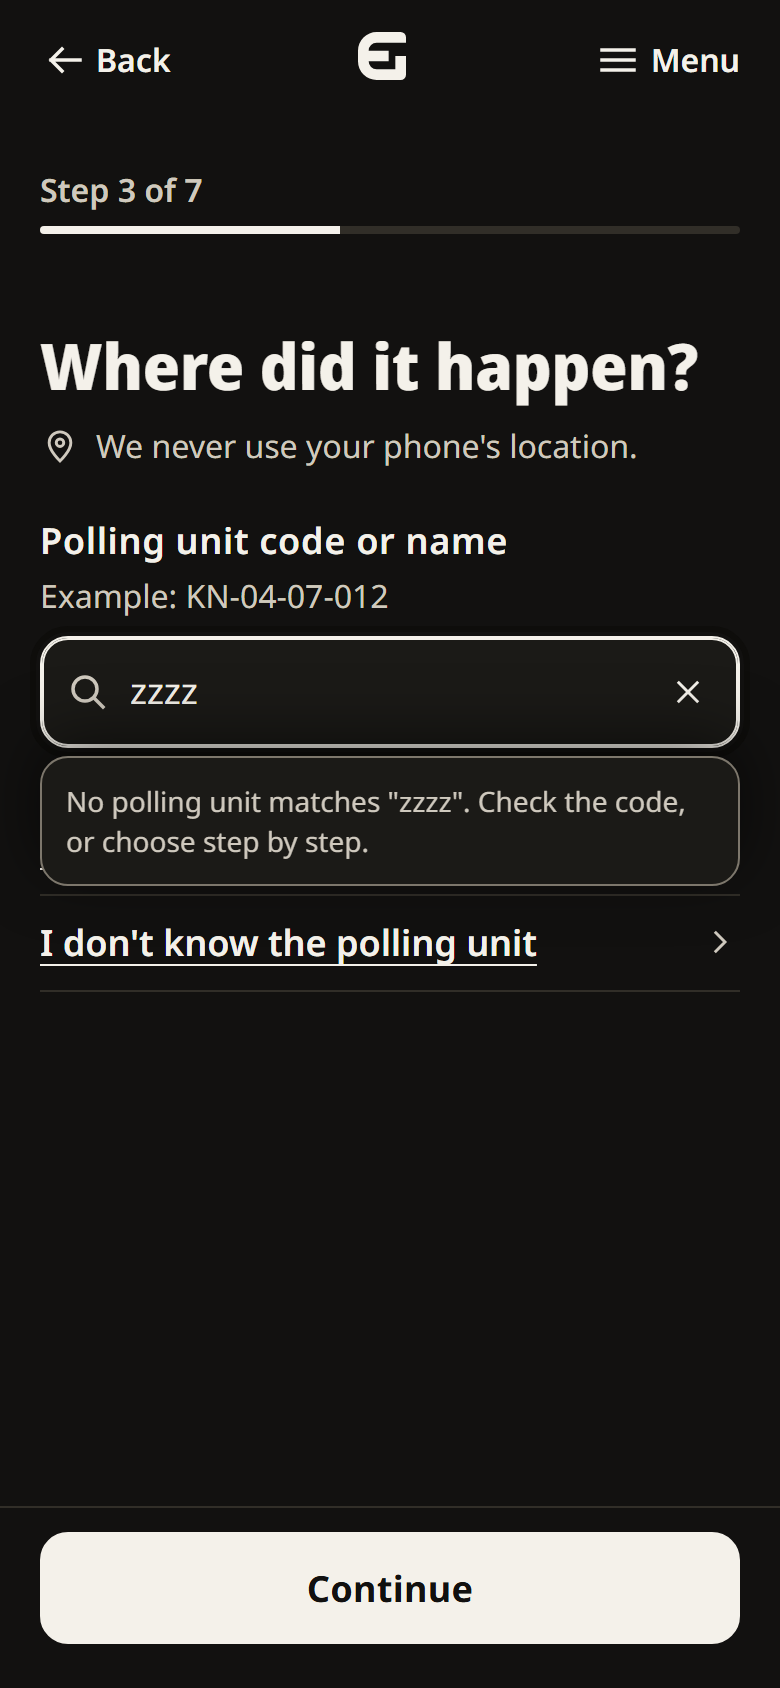 Back
Menu
Step 3 of 7
Where did it happen?
We never use your phone's location.
Polling unit code or name
Example: KN-04-07-012
zzzz
No polling unit matches "zzzz". Check the code,
or choose step by step.
I don't know the polling unit
Continue